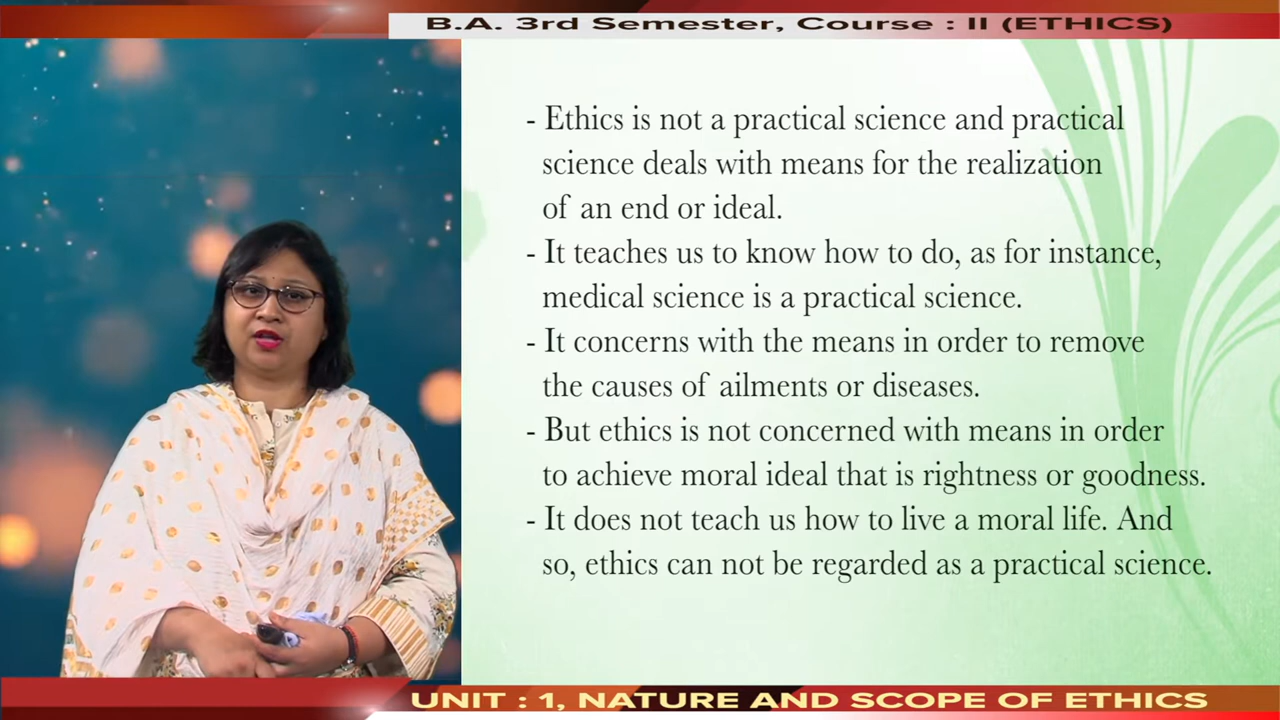 B.A. 3rd Semester, Course : II (ETHICS)
- Ethics is not a practical science and practical
science deals with means for the realization
of an end or ideal.
- It teaches us to know how to do, as for instance,
medical science is a practical science.
- It concerns with the means in order to remove
the causes of ailments or diseases.
- But ethics is not concerned with means in order
to achieve moral ideal that is rightness or goodness.
- It does not teach us how to live a moral life. And
so, ethics can not be regarded as a practical science.
UNIT : 1, NATURE AND SCOPE OF ETHICS